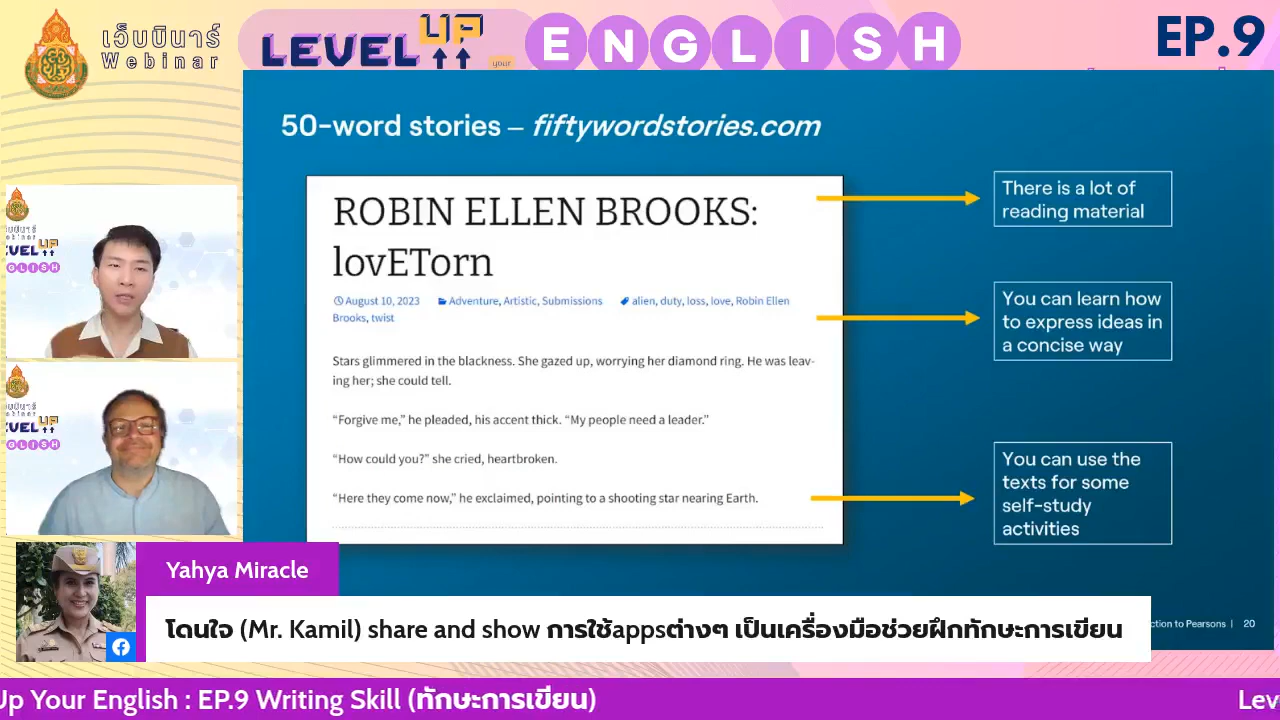 เว็บบินาร์
Webinar
LEVEL UP
your
ENGLISH
EP.9
50-word stories – fiftywordstories.com
ROBIN ELLEN BROOKS:
lovETorn
August 10, 2023 Adventure, Artistic, Submissions alien, duty, loss, love, Robin Ellen
Brooks, twist
Stars glimmered in the blackness. She gazed up, worrying her diamond ring. He was leav-
ing her; she could tell.
“Forgive me,” he pleaded, his accent thick. “My people need a leader.”
“How could you?” she cried, heartbroken.
“Here they come now,” he exclaimed, pointing to a shooting star nearing Earth.
There is a lot of
reading material
You can learn how
to express ideas in
a concise way
You can use the
texts for some
self-study
activities
Yahya Miracle
โดนใจ (Mr. Kamil) share and show การใช้appsต่างๆ เป็นเครื่องมือช่วยฝึกทักษะการเขียน
ction to Pearsons | 20
Up Your English : EP.9 Writing Skill (ทักษะการเขียน)
Lev